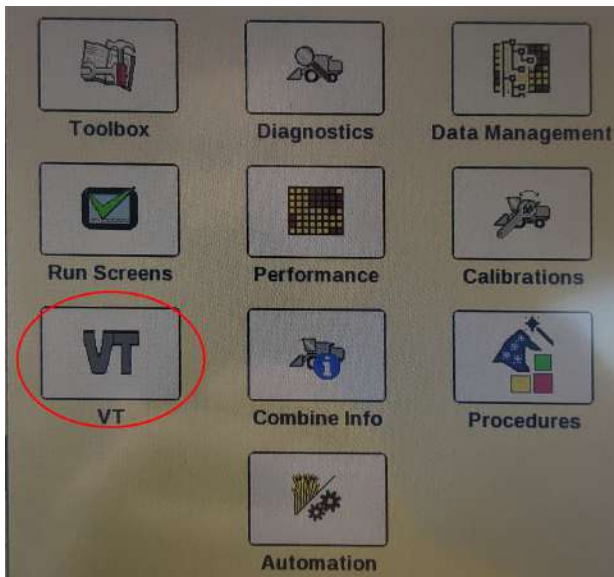 Toolbox
Diagnostics
Data Management
Run Screens
Performance
Calibrations
VT
VT
Combine Info
Procedures
Automation